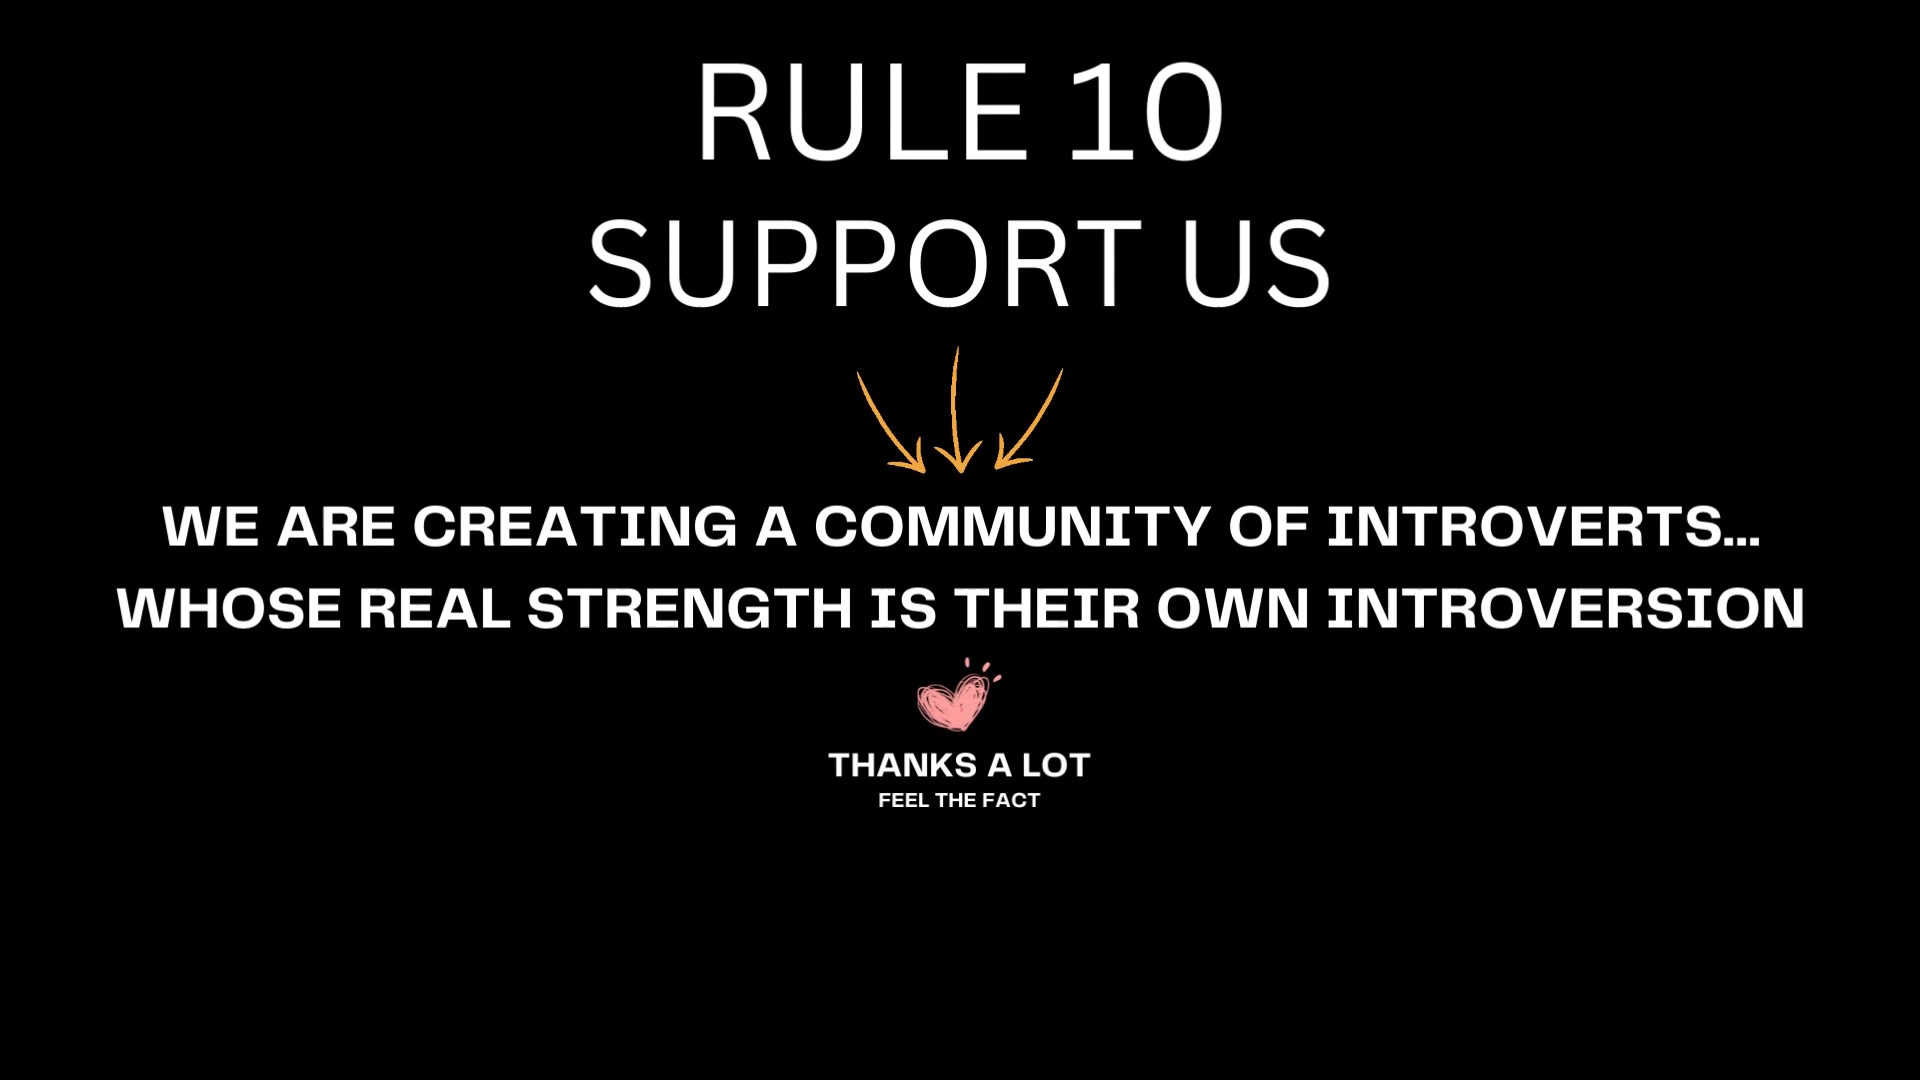 RULE 10
SUPPORT US
WE ARE CREATING A COMMUNITY OF INTROVERTS...
WHOSE REAL STRENGTH IS THEIR OWN INTROVERSION
THANKS A LOT
FEEL THE FACT